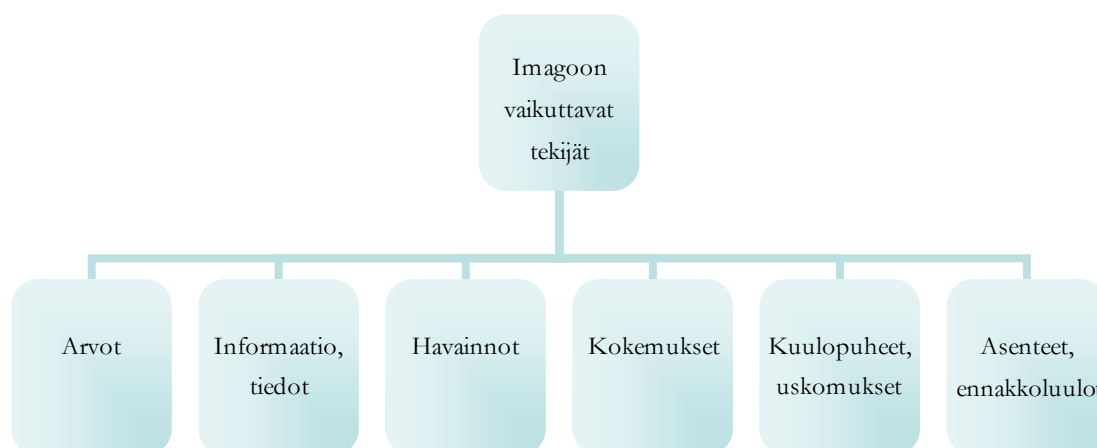 Imagoon
vaikuttavat
tekijät
Arvot
Informaatio,
tiedot
Havainnot
Kokemukset
Kuulopuheet,
uskomukset
Asenteet,
ennakkoluulot